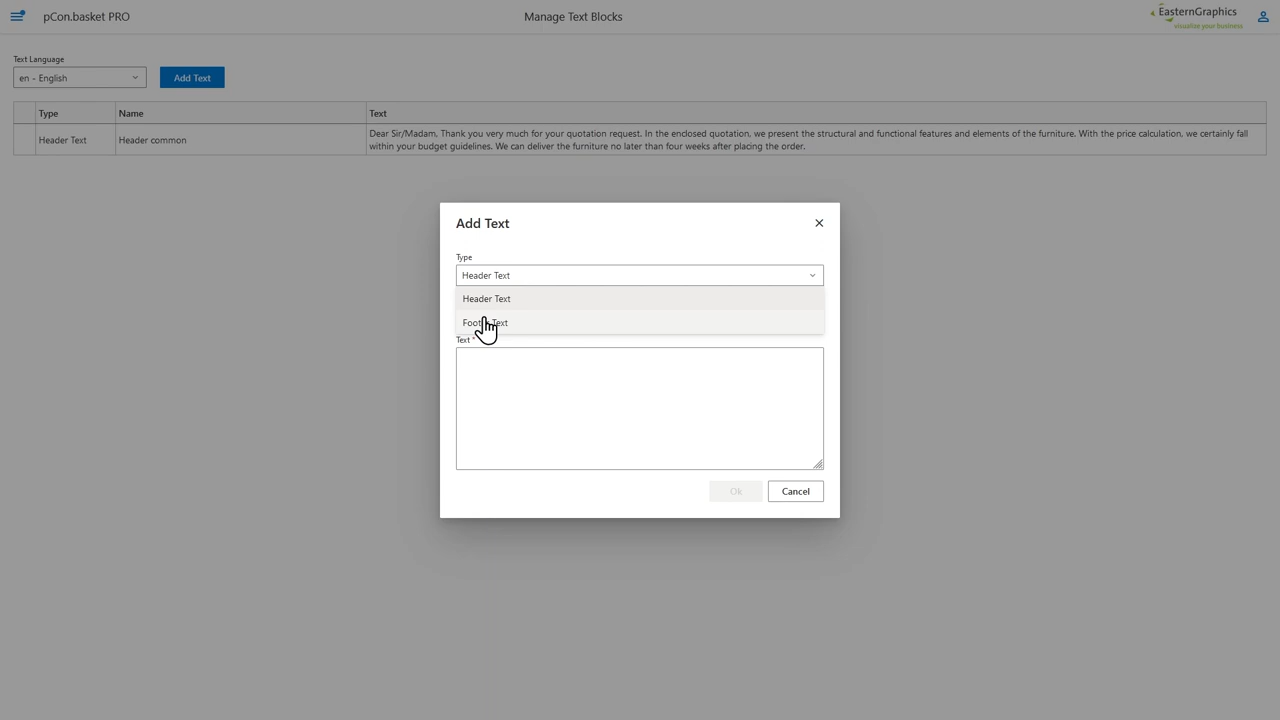 pCon.basket PRO
Manage Text Blocks
EasternGraphics
visualize your business
Text Language
en - English
Add Text
Type Name Text
Header Text Header common
Dear Sir/Madam, Thank you very much for your quotation request. In the enclosed quotation, we present the structural and functional features and elements of the furniture. With the price calculation, we certainly fall
within your budget guidelines. We can deliver the furniture no later than four weeks after placing the order.
Add Text
Type
Header Text
Header Text
Text
Text *
Ok Cancel